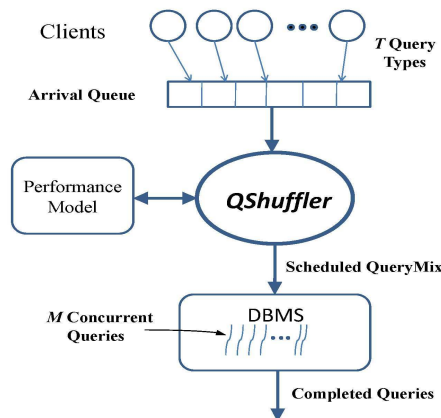 Clients
T Query
Types
Arrival Queue
Performance
Model
QShuffler
Scheduled QueryMix
DBMS
M Concurrent
Queries
Completed Queries